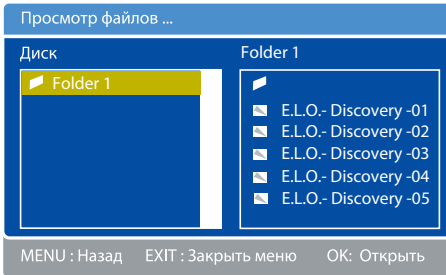 Просмотр файлов ...
Диск
Folder 1
Folder 1
E.L.O.- Discovery -01
E.L.O.- Discovery -02
E.L.O.- Discovery -03
E.L.O.- Discovery -04
E.L.O.- Discovery -05
MENU : Назад EXIT : Закрыть меню OK: Открыть